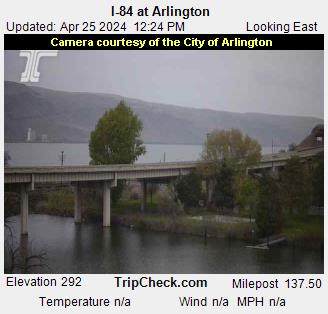 I-84 at Arlington
Updated: Apr 25 2024 12:24 PM Looking East
Camera courtesy of the City of Arlington
Elevation 292 TripCheck.com Milepost 137.50
Temperature n/a Wind n/a MPH n/a